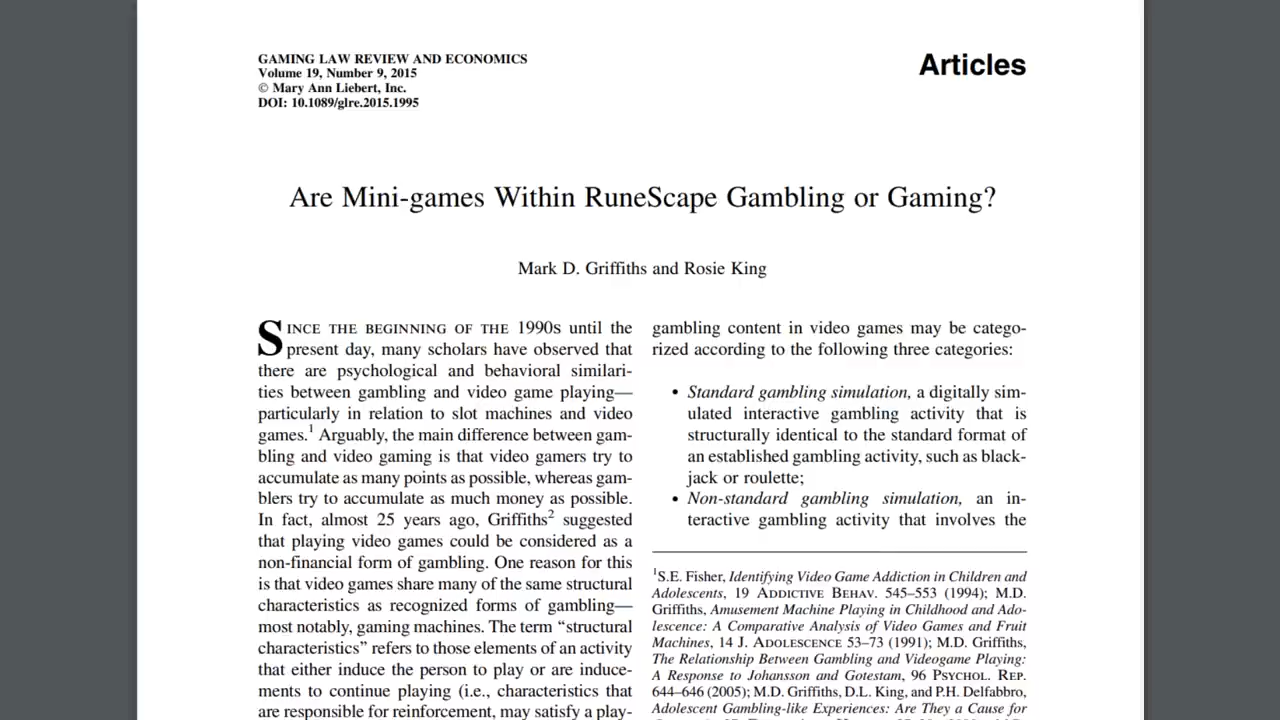 GAMING LAW REVIEW AND ECONOMICS
Volume 19, Number 9, 2015
© Mary Ann Liebert, Inc.
DOI: 10.1089/glre.2015.1995
Articles
Are Mini-games Within RuneScape Gambling or Gaming?
Mark D. Griffiths and Rosie King
SINCE THE BEGINNING OF THE 1990s until the
present day, many scholars have observed that
there are psychological and behavioral similari-
ties between gambling and video game playing—
particularly in relation to slot machines and video
games.1 Arguably, the main difference between gam-
bling and video gaming is that video gamers try to
accumulate as many points as possible, whereas gam-
blers try to accumulate as much money as possible.
In fact, almost 25 years ago, Griffiths2 suggested
that playing video games could be considered as a
non-financial form of gambling. One reason for this
is that video games share many of the same structural
characteristics as recognized forms of gambling—
most notably, gaming machines. The term “structural
characteristics” refers to those elements of an activity
that either induce the person to play or are induce-
ments to continue playing (i.e., characteristics that
are responsible for reinforcement, may satisfy a play-
gambling content in video games may be catego-
rized according to the following three categories:
• Standard gambling simulation, a digitally sim-
ulated interactive gambling activity that is
structurally identical to the standard format of
an established gambling activity, such as black-
jack or roulette;
• Non-standard gambling simulation, an in-
teractive gambling activity that involves the
1S.E. Fisher, Identifying Video Game Addiction in Children and
Adolescents, 19 ADDICTIVE BEHAV. 545–553 (1994); M.D.
Griffiths, Amusement Machine Playing in Childhood and Ado-
lescence: A Comparative Analysis of Video Games and Fruit
Machines, 14 J. ADOLESCENCE 53–73 (1991); M.D. Griffiths,
The Relationship Between Gambling and Videogame Playing:
A Response to Johansson and Gotestam, 96 PSYCHOL. REP.
644–646 (2005); M.D. Griffiths, D.L. King, and P.H. Delfabbro,
Adolescent Gambling-like Experiences: Are They a Cause for